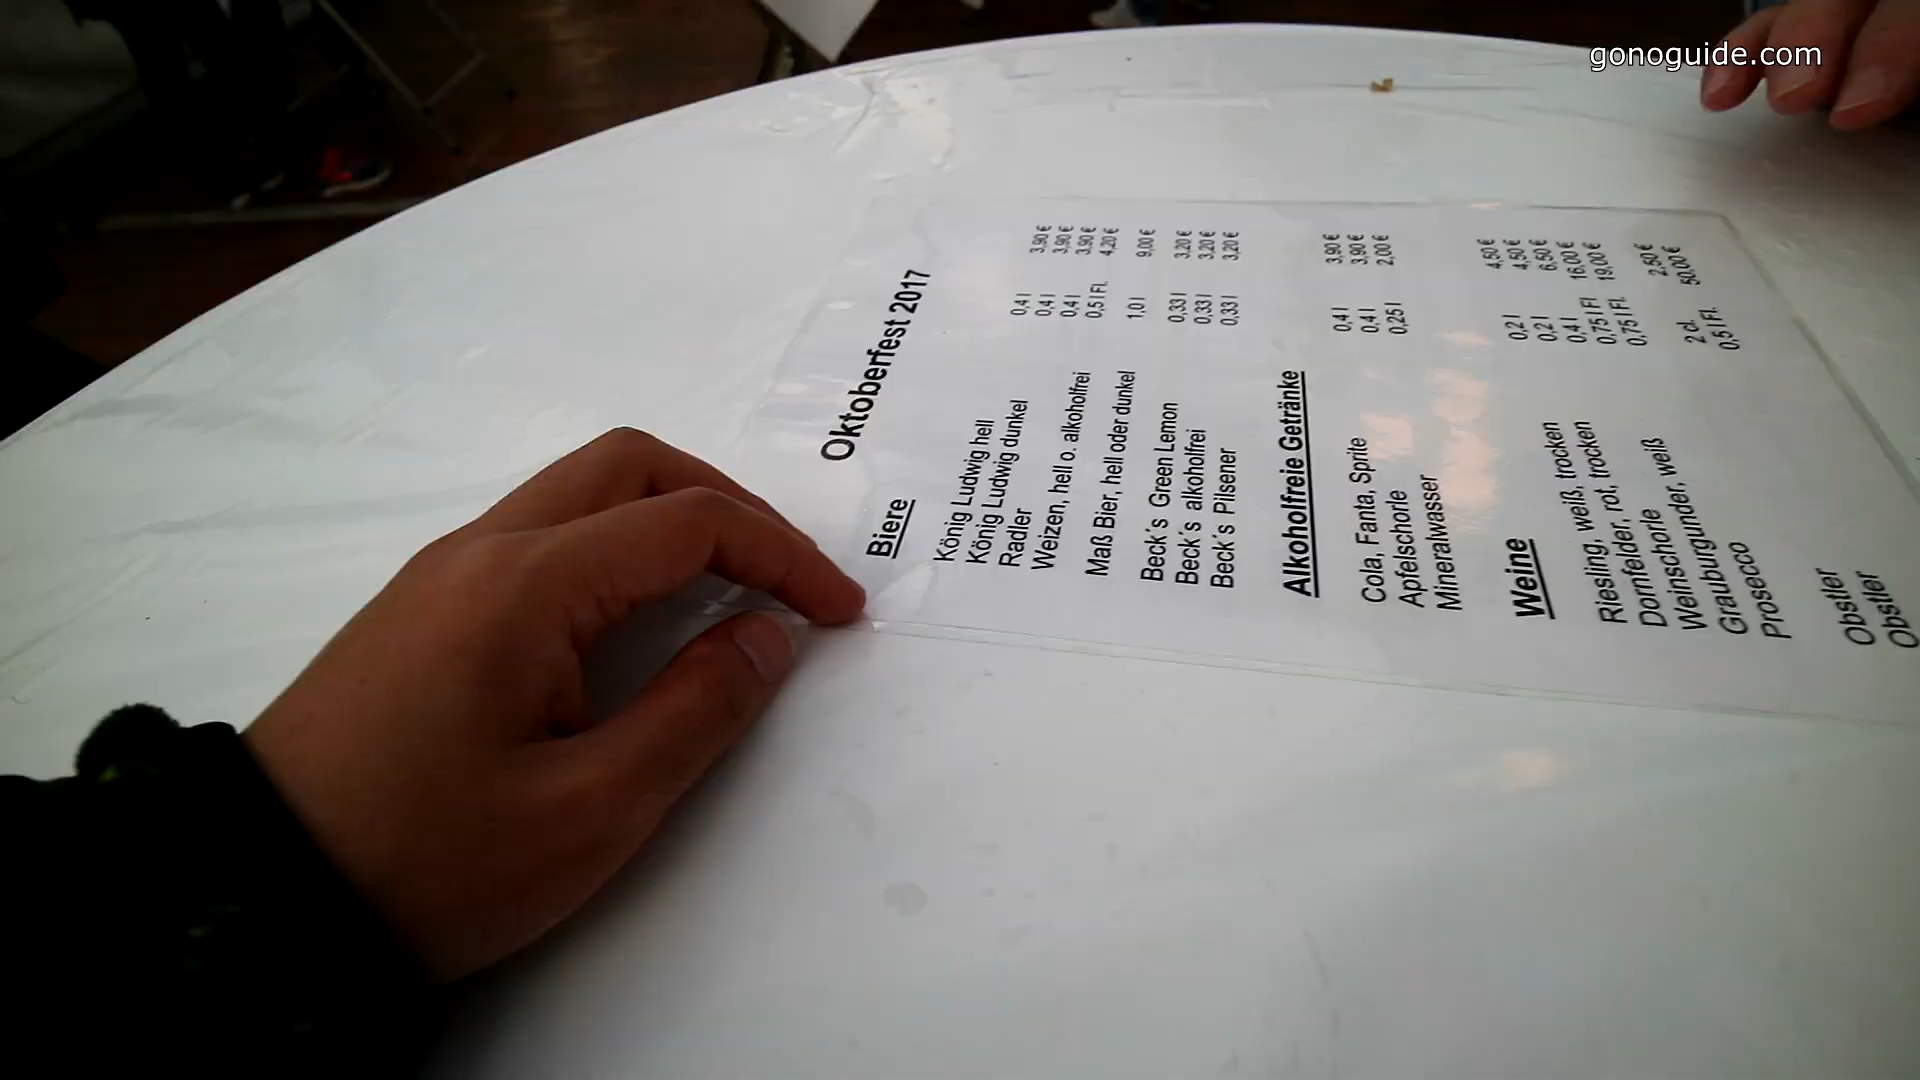 gonoguide.com
Oktoberfest 2017
Biere
König Ludwig hell 0,4 l 3,90 €
König Ludwig dunkel 0,4 l 3,90 €
Radler 0,4 l 3,90 €
Weizen, hell o. alkoholfrei 0,5 l Fl. 4,20 €
Maß Bier, hell oder dunkel 1,0 l 9,00 €
Beck´s Green Lemon 0,33 l 3,20 €
Beck´s alkoholfrei 0,33 l 3,20 €
Beck´s Pilsener 0,33 l 3,20 €
Alkoholfreie Getränke
Cola, Fanta, Sprite 0,4 l 3,90 €
Apfelschorle 0,4 l 3,90 €
Mineralwasser 0,25 l 2,00 €
Weine
Riesling, weiß, trocken 0,2 l 4,50 €
Dornfelder, rot, trocken 0,2 l 4,50 €
Weinschorle 0,4 l 6,50 €
Grauburgunder, weiß 0,75 l Fl 16,00 €
Prosecco 0,75 l Fl. 19,00 €
Obstler 2 cl. 2,50 €
Obstler 0,5 l Fl. 50,00 €